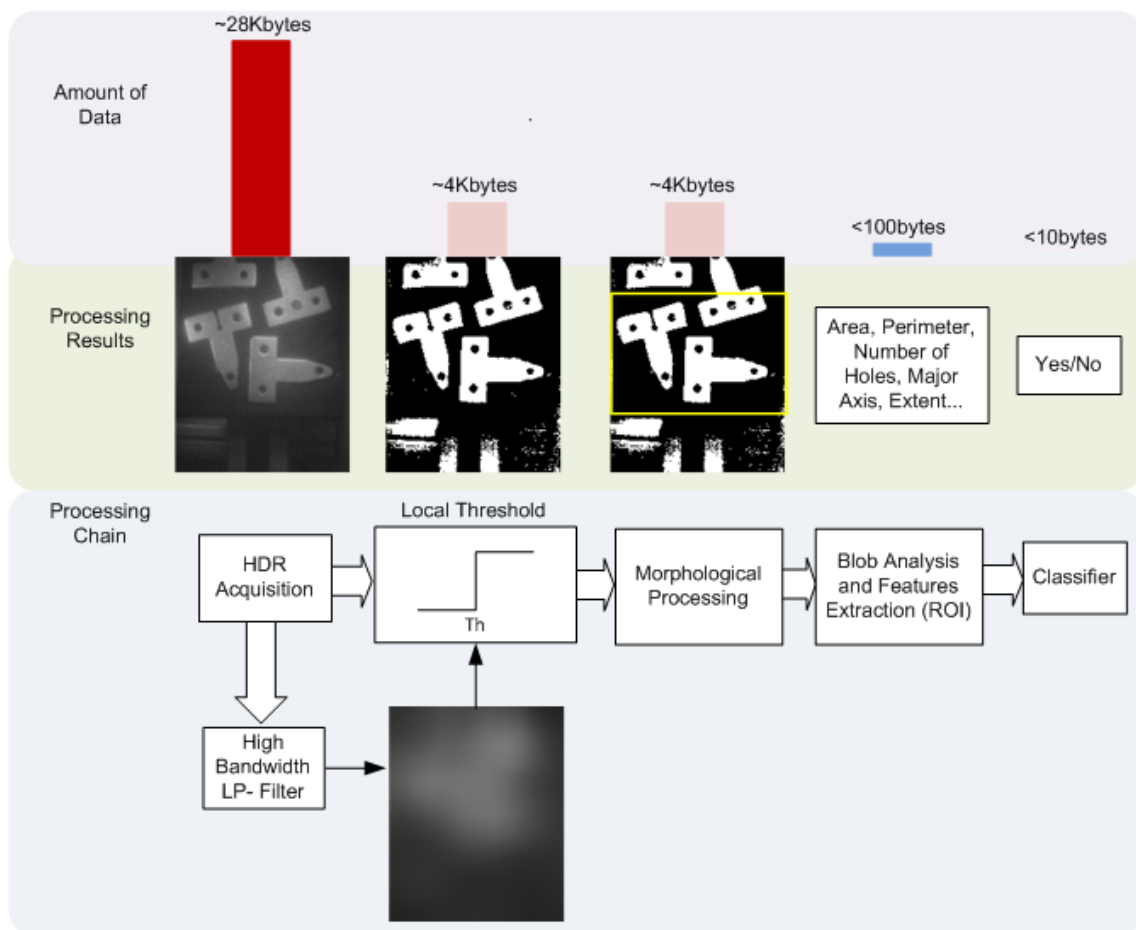 ~28Kbytes
Amount of
Data
~4Kbytes
~4Kbytes
<100bytes
<10bytes
Processing
Results
Area, Perimeter,
Number of
Holes, Major
Axis, Extent...
Yes/No
Processing
Chain
Local Threshold
HDR
Acquisition
Th
Morphological
Processing
Blob Analysis
and Features
Extraction (ROI)
Classifier
High
Bandwidth
LP- Filter